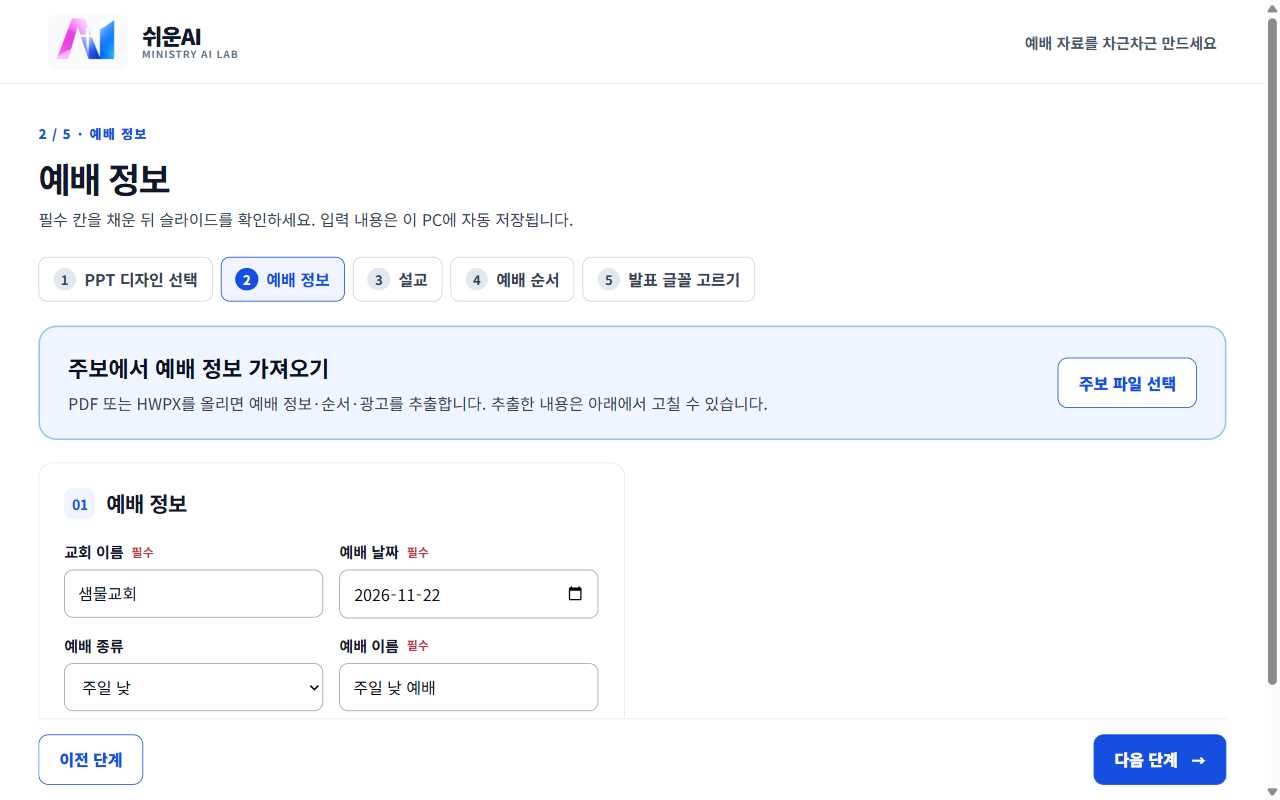 쉬운AI
MINISTRY AI LAB
예배 자료를 차근차근 만드세요
2 / 5 · 예배 정보
예배 정보
필수 칸을 채운 뒤 슬라이드를 확인하세요. 입력 내용은 이 PC에 자동 저장됩니다.
1 PPT 디자인 선택
2 예배 정보
3 설교
4 예배 순서
5 발표 글꼴 고르기
주보에서 예배 정보 가져오기
PDF 또는 HWPX를 올리면 예배 정보·순서·광고를 추출합니다. 추출한 내용은 아래에서 고칠 수 있습니다.
주보 파일 선택
01 예배 정보
교회 이름 필수
예배 날짜 필수
샘물교회
2026-11-22
예배 종류
예배 이름 필수
주일 낮
주일 낮 예배
이전 단계
다음 단계 →